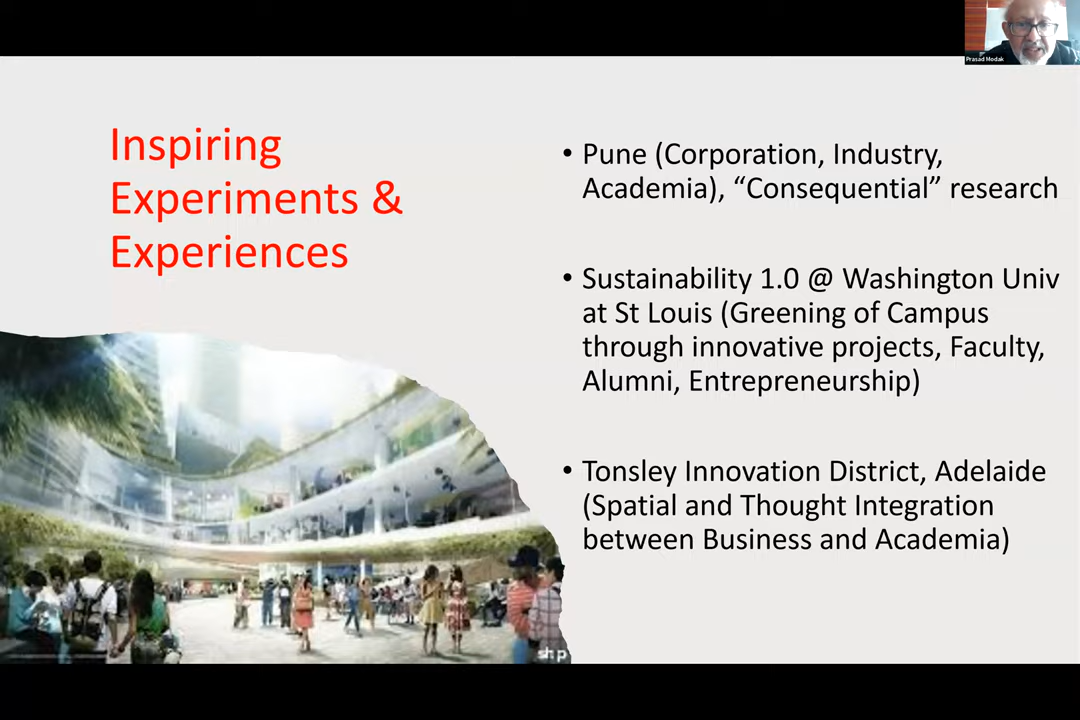 Prasad Modak
Inspiring
Experiments &
Experiences
• Pune (Corporation, Industry,
Academia), “Consequential” research
• Sustainability 1.0 @ Washington Univ
at St Louis (Greening of Campus
through innovative projects, Faculty,
Alumni, Entrepreneurship)
• Tonsley Innovation District, Adelaide
(Spatial and Thought Integration
between Business and Academia)